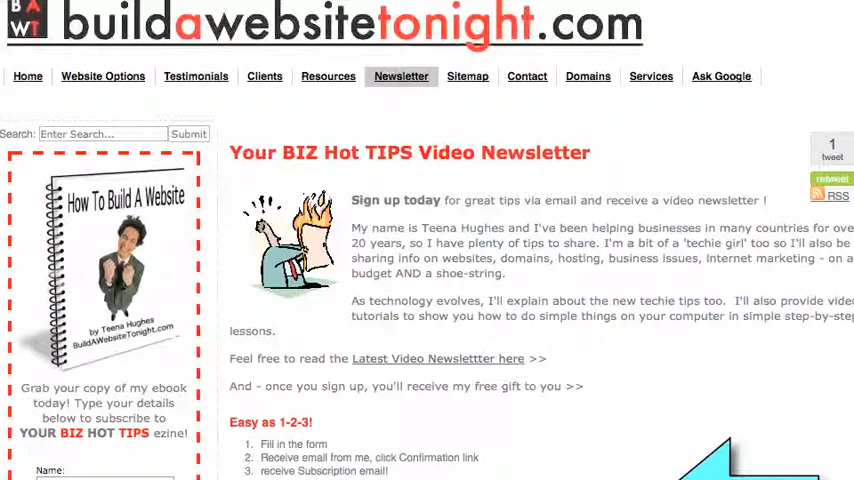 BA
WT
buildawebsitetonight.com
Home
Website Options
Testimonials
Clients
Resources
Newsletter
Sitemap
Contact
Domains
Services
Ask Google
Search:
Enter Search...
Submit
How To Build A Website
by Teena Hughes
BuildAWebsiteTonight.com
Grab your copy of my ebook
today! Type your details
below to subscribe to
YOUR BIZ HOT TIPS ezine!
Name:
Your BIZ Hot TIPS Video Newsletter
Sign up today for great tips via email and receive a video newsletter !
My name is Teena Hughes and I've been helping businesses in many countries for over
20 years, so I have plenty of tips to share. I'm a bit of a 'techie girl' too so I'll also be
sharing info on websites, domains, hosting, business issues, internet marketing - on a
budget AND a shoe-string.
As technology evolves, I'll explain about the new techie tips too. I'll also provide video
tutorials to show you how to do simple things on your computer in simple step-by-step
lessons.
Feel free to read the Latest Video Newslettter here >>
And - once you sign up, you'll receive my free gift to you >>
Easy as 1-2-3!
1. Fill in the form
2. Receive email from me, click Confirmation link
3. receive Subscription email!
1
tweet
retweet
RSS